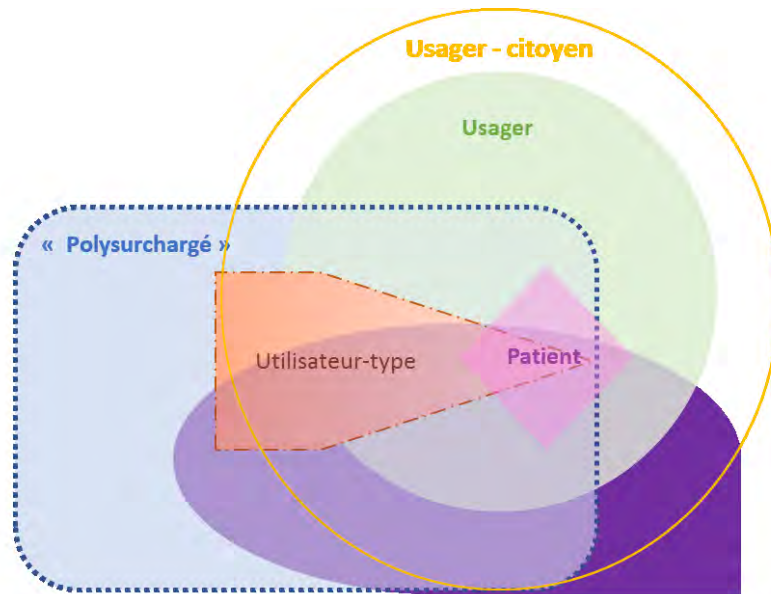 Usager - citoyen
Usager
« Polysurchargé »
Utilisateur-type
Patient